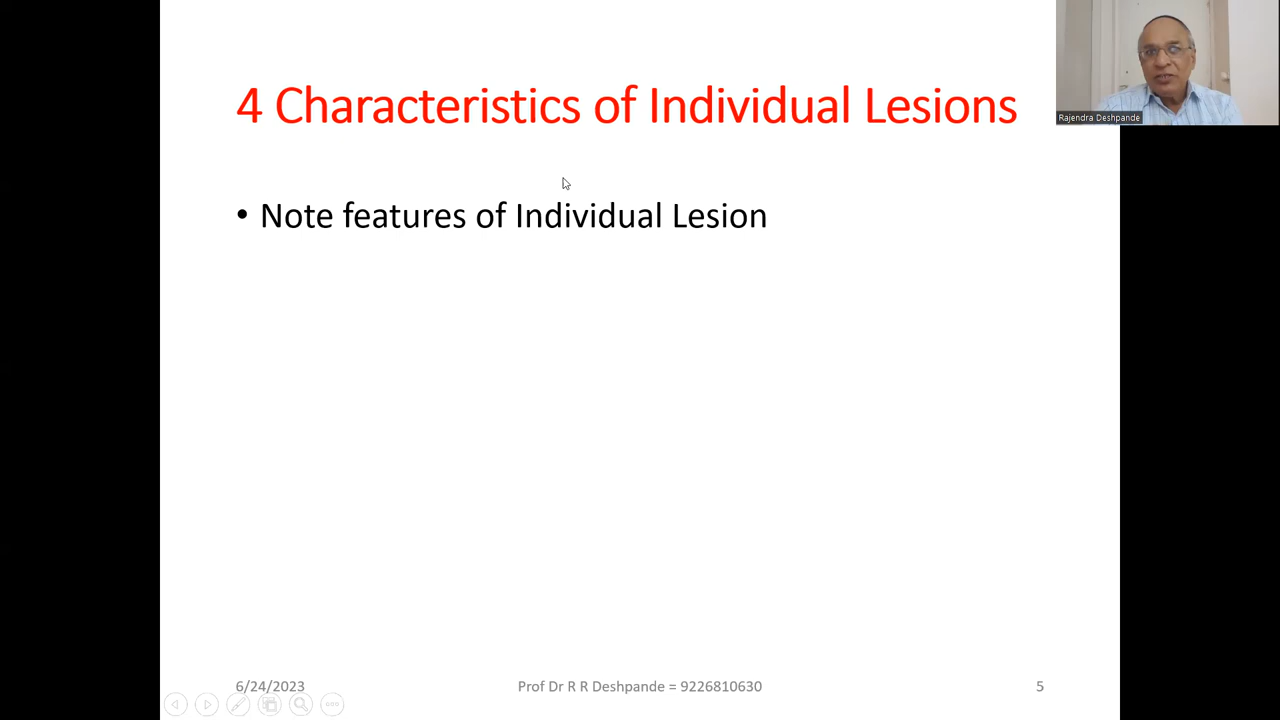 4 Characteristics of Individual Lesions
Rajendra Deshpande
• Note features of Individual Lesion
6/24/2023
Prof Dr R R Deshpande = 9226810630
5